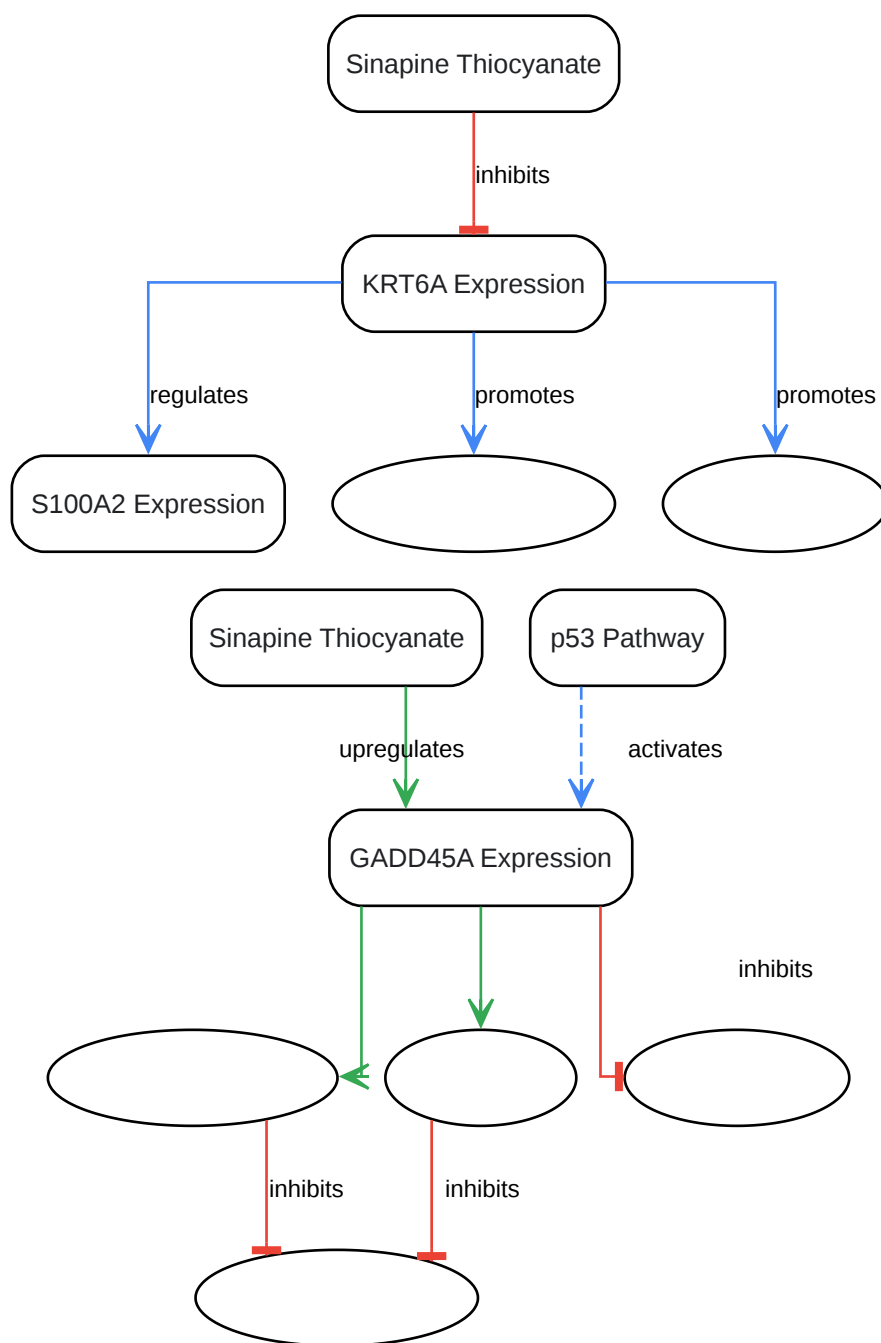 Sinapine Thiocyanate
inhibits
KRT6A Expression
regulates
promotes
promotes
S100A2 Expression
Sinapine Thiocyanate
p53 Pathway
upregulates
activates
GADD45A Expression
inhibits
inhibits
inhibits